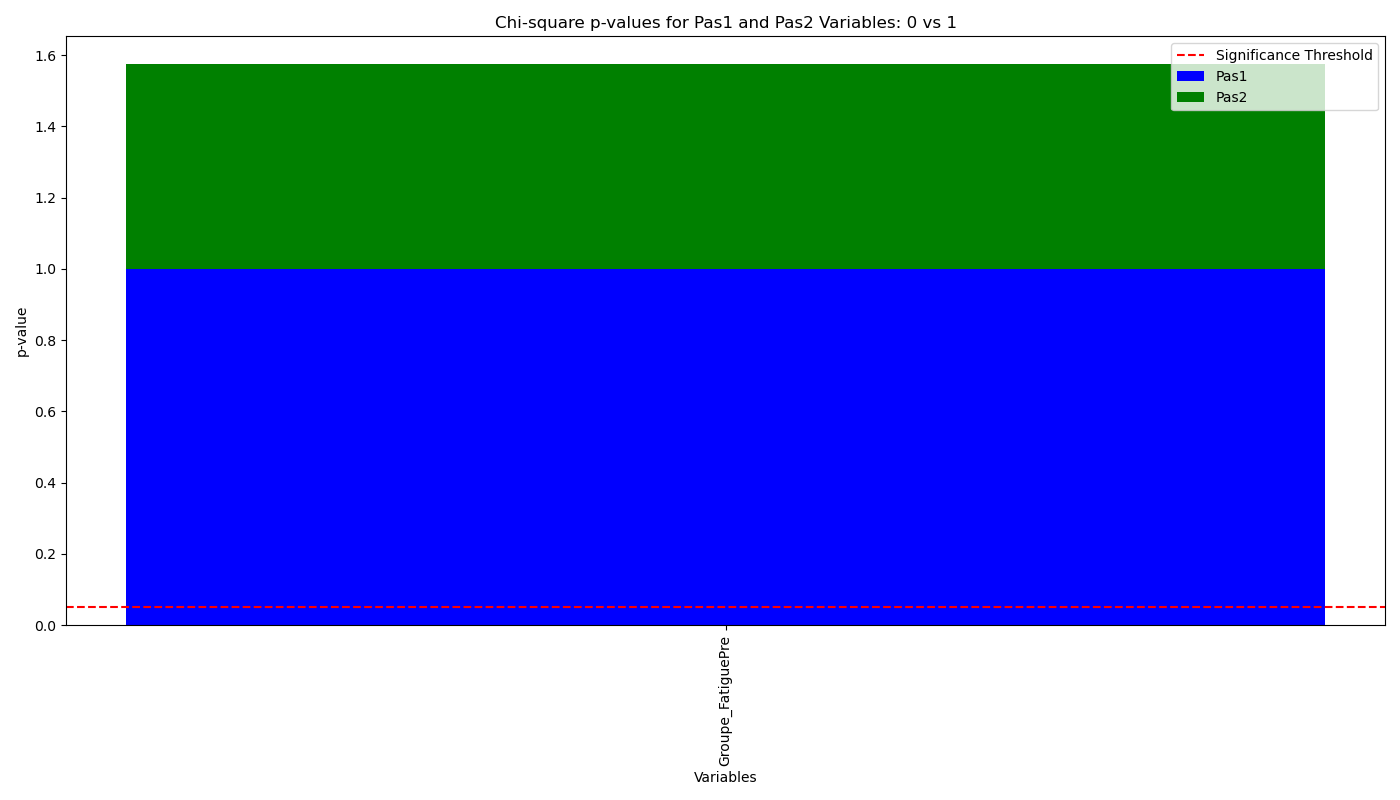 Chi-square p-values for Pas1 and Pas2 Variables: 0 vs 1
Significance Threshold
Pas1
Pas2
p-value
1.6
1.4
1.2
1.0
0.8
0.6
0.4
0.2
0.0
Groupe_FatiguePre
Variables